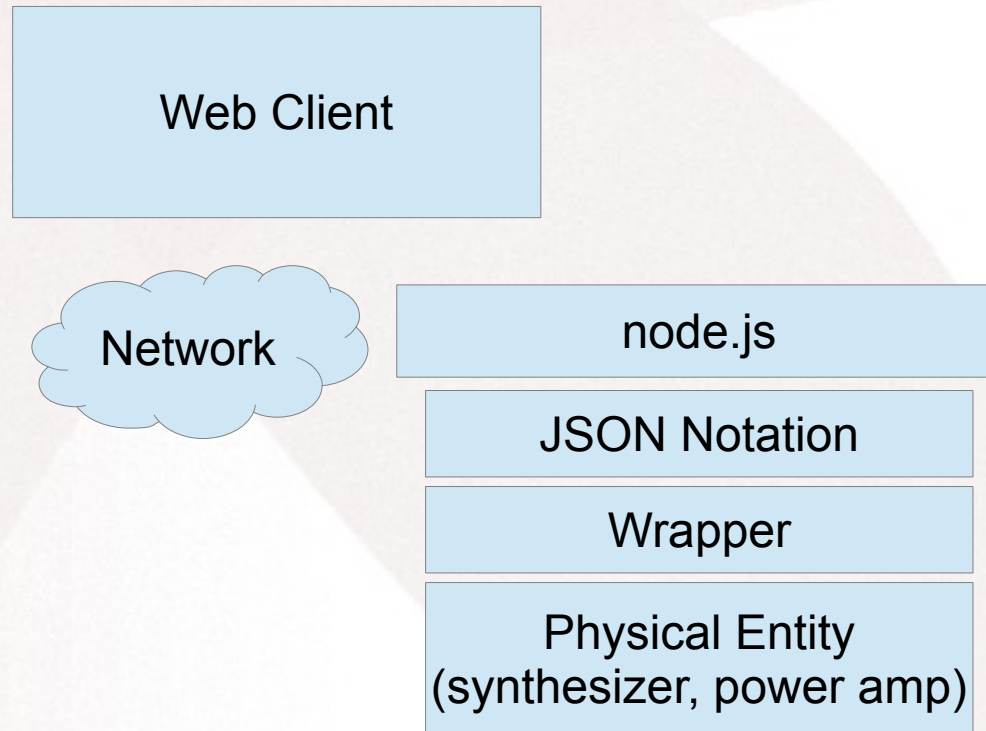 Web Client
Network
node.js
JSON Notation
Wrapper
Physical Entity
(synthesizer, power amp)